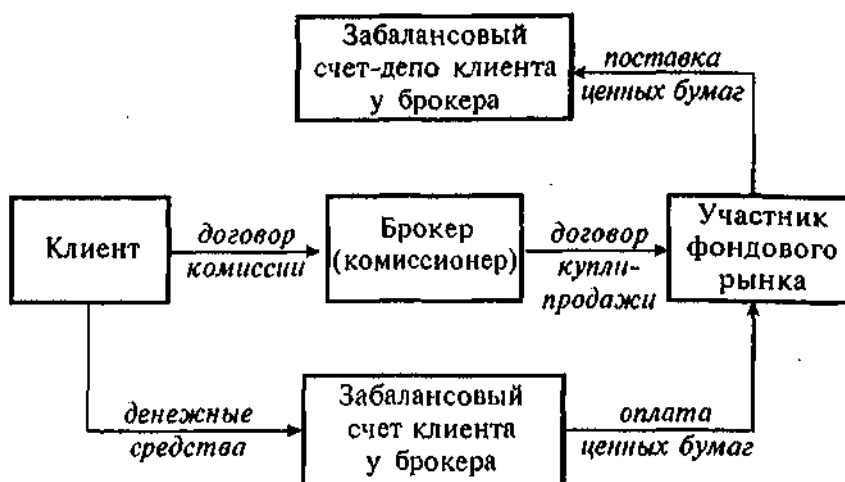 Забалансовый
счет-депо клиента
у брокера
поставка
ценных бумаг
Клиент
договор
комиссии
Брокер
(комиссионер)
договор
купли-
продажи
Участник
фондового
рынка
денежные
средства
Забалансовый
счет клиента
у брокера
оплата
ценных бумаг